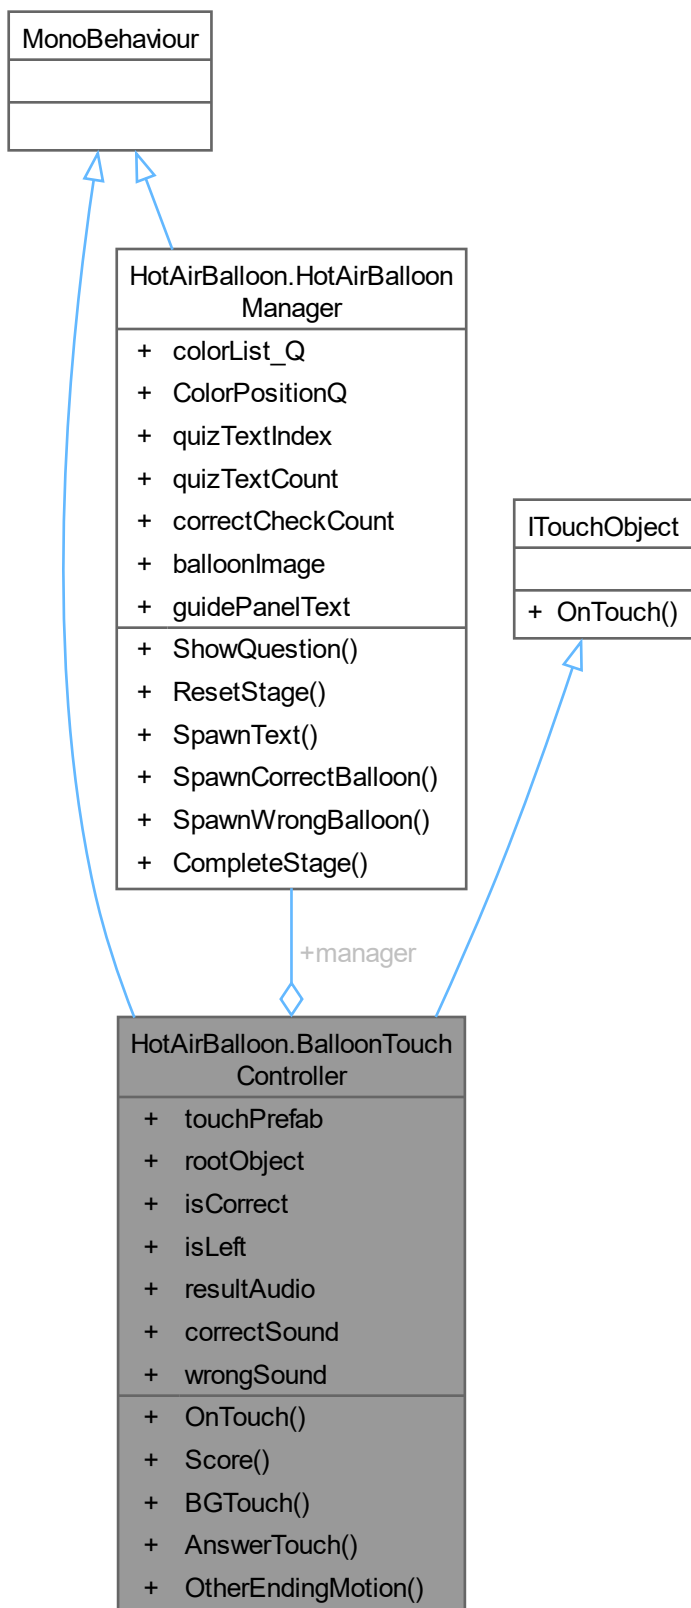 MonoBehaviour
HotAirBalloon.HotAirBalloon
Manager
+ colorList_Q
+ ColorPositionQ
+ quizTextIndex
+ quizTextCount
+ correctCheckCount
+ balloonImage
+ guidePanelText
+ ShowQuestion()
+ ResetStage()
+ SpawnText()
+ SpawnCorrectBalloon()
+ SpawnWrongBalloon()
+ CompleteStage()
ITouchObject
+ OnTouch()
+manager
HotAirBalloon.BalloonTouch
Controller
+ touchPrefab
+ rootObject
+ isCorrect
+ isLeft
+ resultAudio
+ correctSound
+ wrongSound
+ OnTouch()
+ Score()
+ BGTouch()
+ AnswerTouch()
+ OtherEndingMotion()